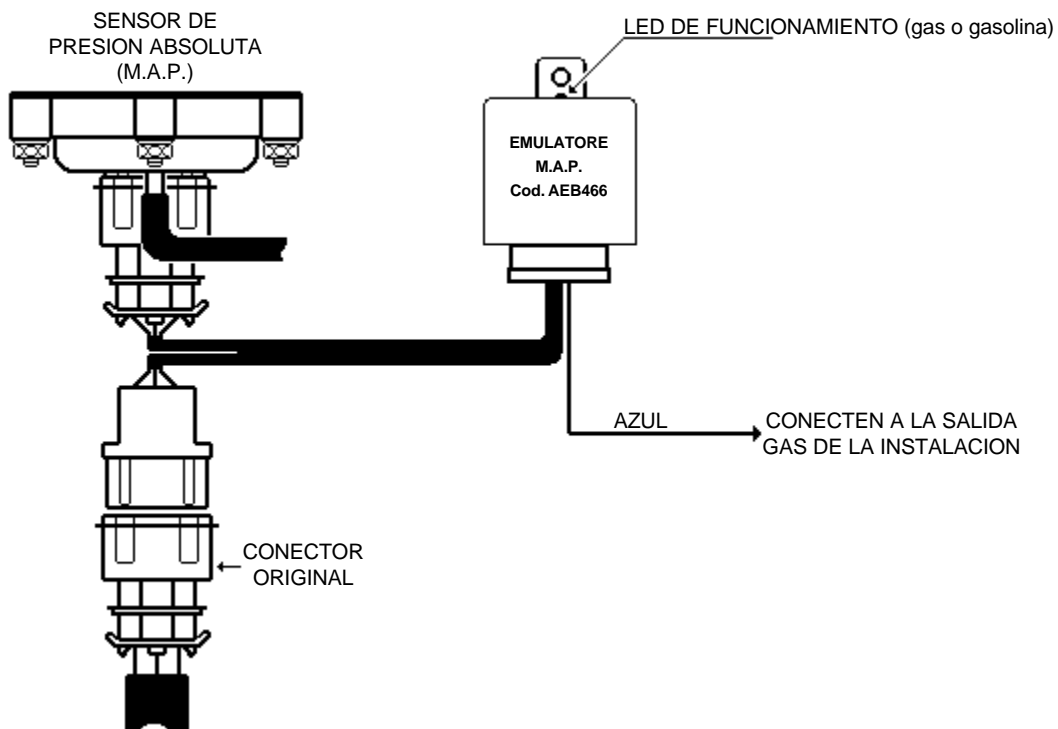 SENSOR DE
PRESION ABSOLUTA
(M.A.P.)
LED DE FUNCIONAMIENTO (gas o gasolina)
EMULATORE
M.A.P.
Cod. AEB466
AZUL
CONECTEN A LA SALIDA
GAS DE LA INSTALACION
CONECTOR
ORIGINAL